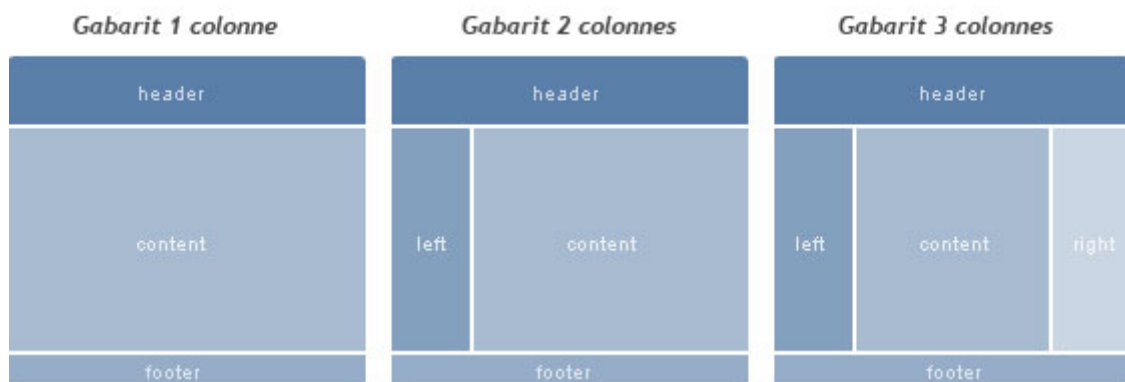 Gabarit 1 colonne
Gabarit 2 colonnes
Gabarit 3 colonnes
header
header
header
content
left
content
left
content
right
footer
footer
footer